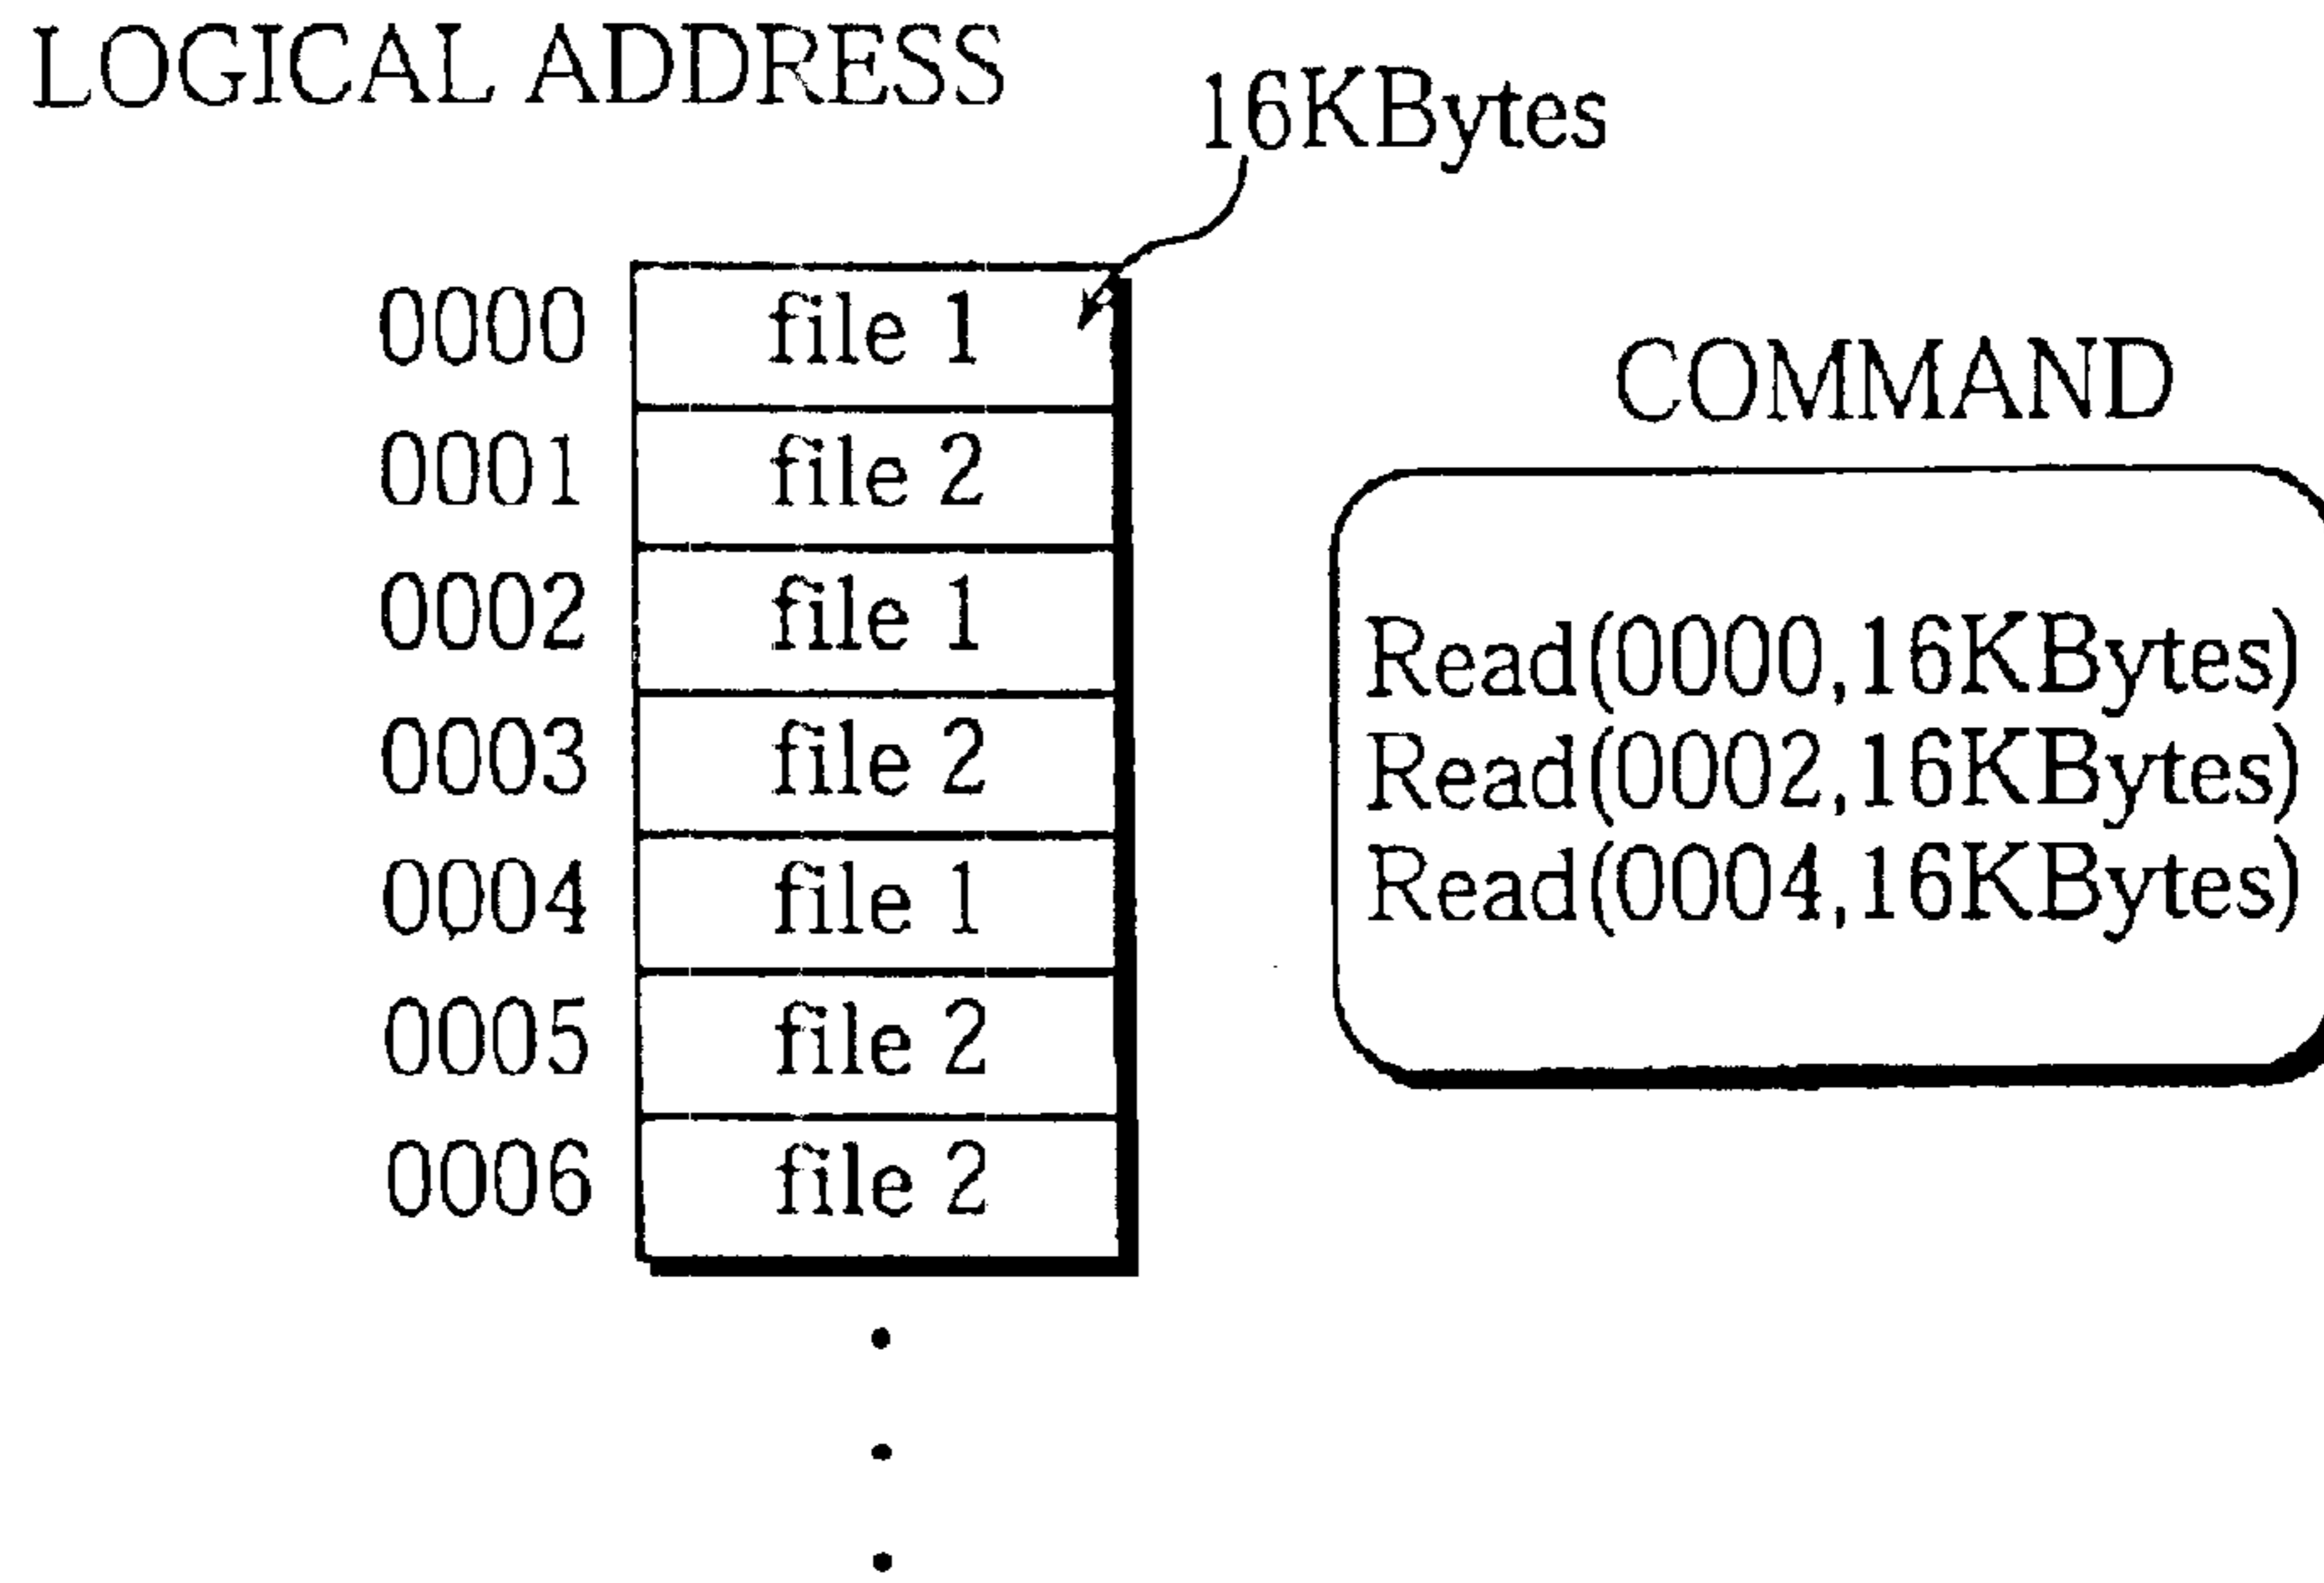 LOGICAL ADDRESS
16KBytes
0000 file 1
0001 file 2
0002 file 1
0003 file 2
0004 file 1
0005 file 2
0006 file 2
COMMAND
Read(0000,16KBytes)
Read(0002,16KBytes)
Read(0004,16KBytes)